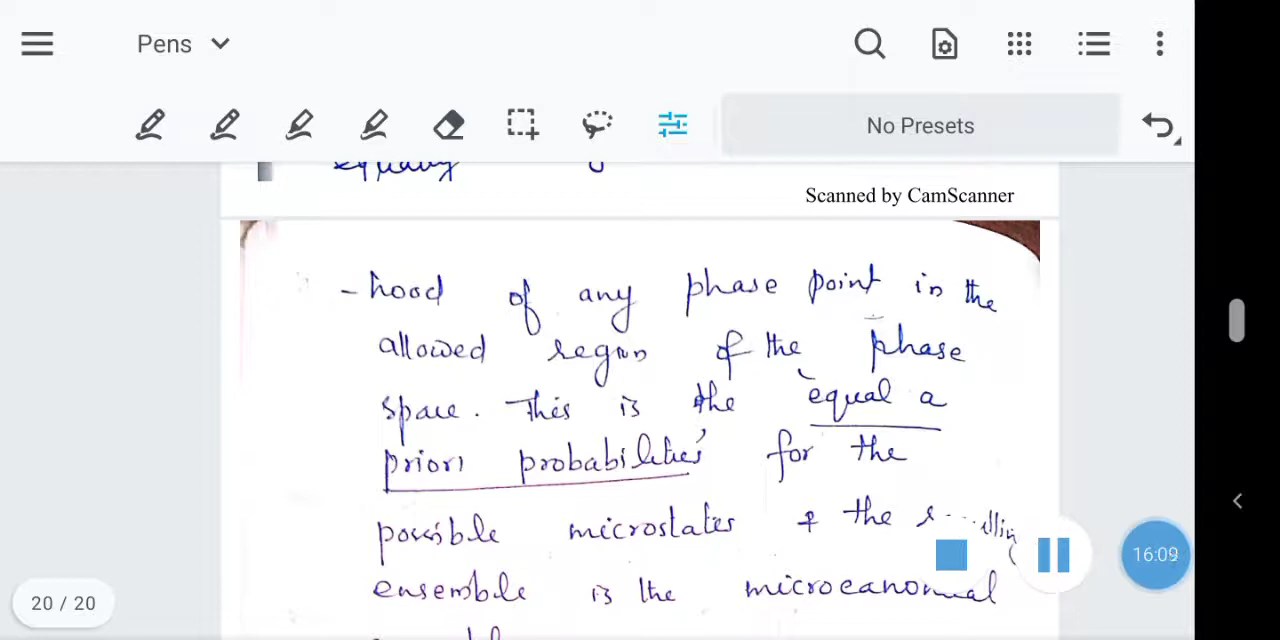 Pens
No Presets
equally
Scanned by CamScanner
- hood of any phase point in the
allowed region of the phase
space. This is the 'equal a
priori probabilities' for the
possible microstates & the
16:09
ensemble is the microcanonical
20 / 20